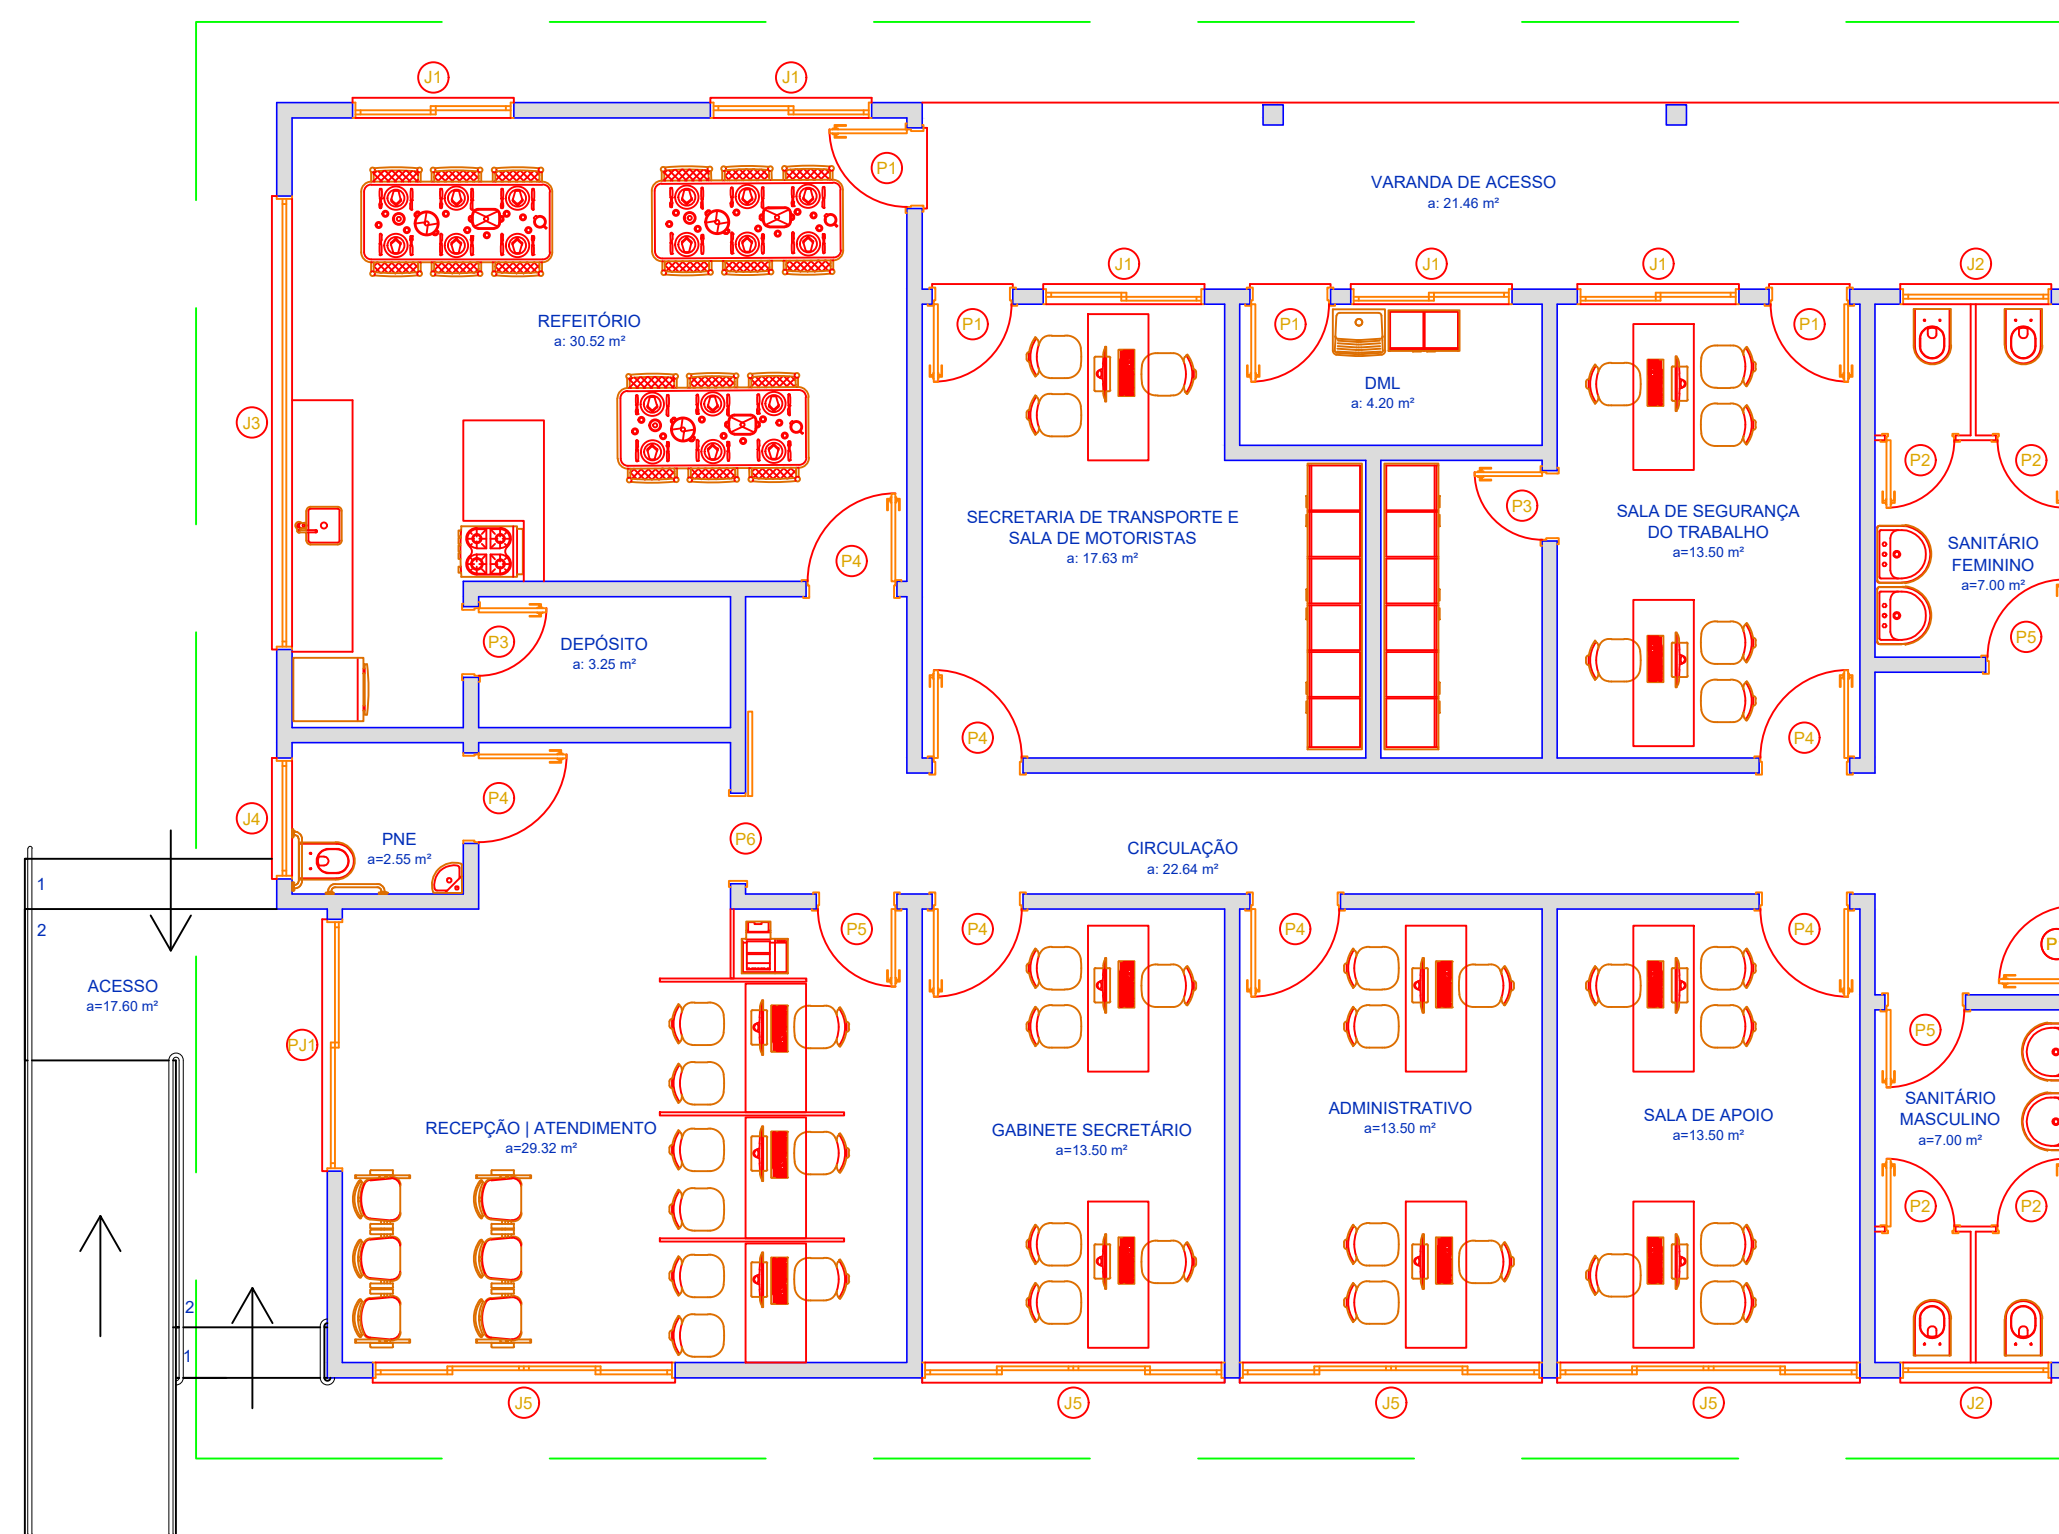 J1
J1
P1
VARANDA DE ACESSO
a: 21.46 m²
J1
J1
J1
J2
REFEITÓRIO
a: 30.52 m²
P1
P1
P1
DML
a: 4.20 m²
J3
P2
P2
P3
P4
SECRETARIA DE TRANSPORTE E
SALA DE MOTORISTAS
a: 17.63 m²
SALA DE SEGURANÇA
DO TRABALHO
a=13.50 m²
SANITÁRIO
FEMININO
a=7.00 m²
P3
DEPÓSITO
a: 3.25 m²
P5
P4
P4
P4
J4
PNE
a=2.55 m²
P6
CIRCULAÇÃO
a: 22.64 m²
1
2
P5
P4
P4
P4
P
ACESSO
a=17.60 m²
PJ1
P5
RECEPÇÃO | ATENDIMENTO
a=29.32 m²
GABINETE SECRETÁRIO
a=13.50 m²
ADMINISTRATIVO
a=13.50 m²
SALA DE APOIO
a=13.50 m²
SANITÁRIO
MASCULINO
a=7.00 m²
P2
P2
2
1
J5
J5
J5
J5
J2